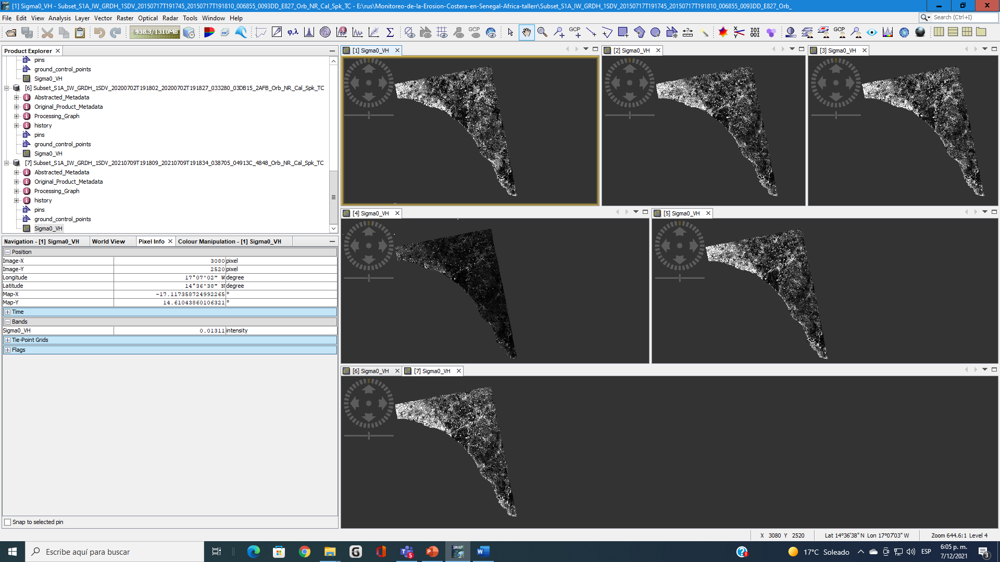 [1] Sigma0_VH - Subset_S1A_IW_GRDH_1SDV_20150717T191745_20150717T191810_006855_0093DD_E827_Orb_NR_Cal_Spk_TC - E:\rus\Monitoreo-de-la-Erosion-Costera-en-Senegal-Africa-tallerr\Subset_S1A_IW_GRDH_1SDV_20150717T191745_20150717T191810_006855_0093DD_E827_Orb_
File Edit View Analysis Layer Vector Raster Optical Radar Tools Window Help
Search (Ctrl+I)
938.3/1310MB
φ,λ
Σ
GCP
GCP
GCP
Product Explorer
pins
ground_control_points
Sigma0_VH
[6] Subset_S1A_IW_GRDH_1SDV_20200702T191802_20200702T191827_033280_03DB15_2AFB_Orb_NR_Cal_Spk_TC
Abstracted_Metadata
Original_Product_Metadata
Processing_Graph
history
pins
ground_control_points
Sigma0_VH
[7] Subset_S1A_IW_GRDH_1SDV_20210709T191809_20210709T191834_038705_04913C_4848_Orb_NR_Cal_Spk_TC
Abstracted_Metadata
Original_Product_Metadata
Processing_Graph
history
pins
ground_control_points
Sigma0_VH
Navigation - [1] Sigma0_VH World View Pixel Info Colour Manipulation - [1] Sigma0_VH
Position
Image-X 3080 pixel
Image-Y 2520 pixel
Longitude 17°07'02" W degree
Latitude 14°36'38" N degree
Map-X -17.117358724992265 °
Map-Y 14.61043860106321 °
Time
Bands
Sigma0_VH 0.01311 intensity
Tie-Point Grids
Flags
Snap to selected pin
[1] Sigma0_VH
[2] Sigma0_VH
[3] Sigma0_VH
[4] Sigma0_VH
[5] Sigma0_VH
[6] Sigma0_VH
[7] Sigma0_VH
X 3080 Y 2520 Lat 14°36'38" N Lon 17°07'03" W Zoom 644.6:1 Level 4
Escribe aquí para buscar
5
SNAP
17°C Soleado
ESP
6:05 p. m.
7/12/2021
3